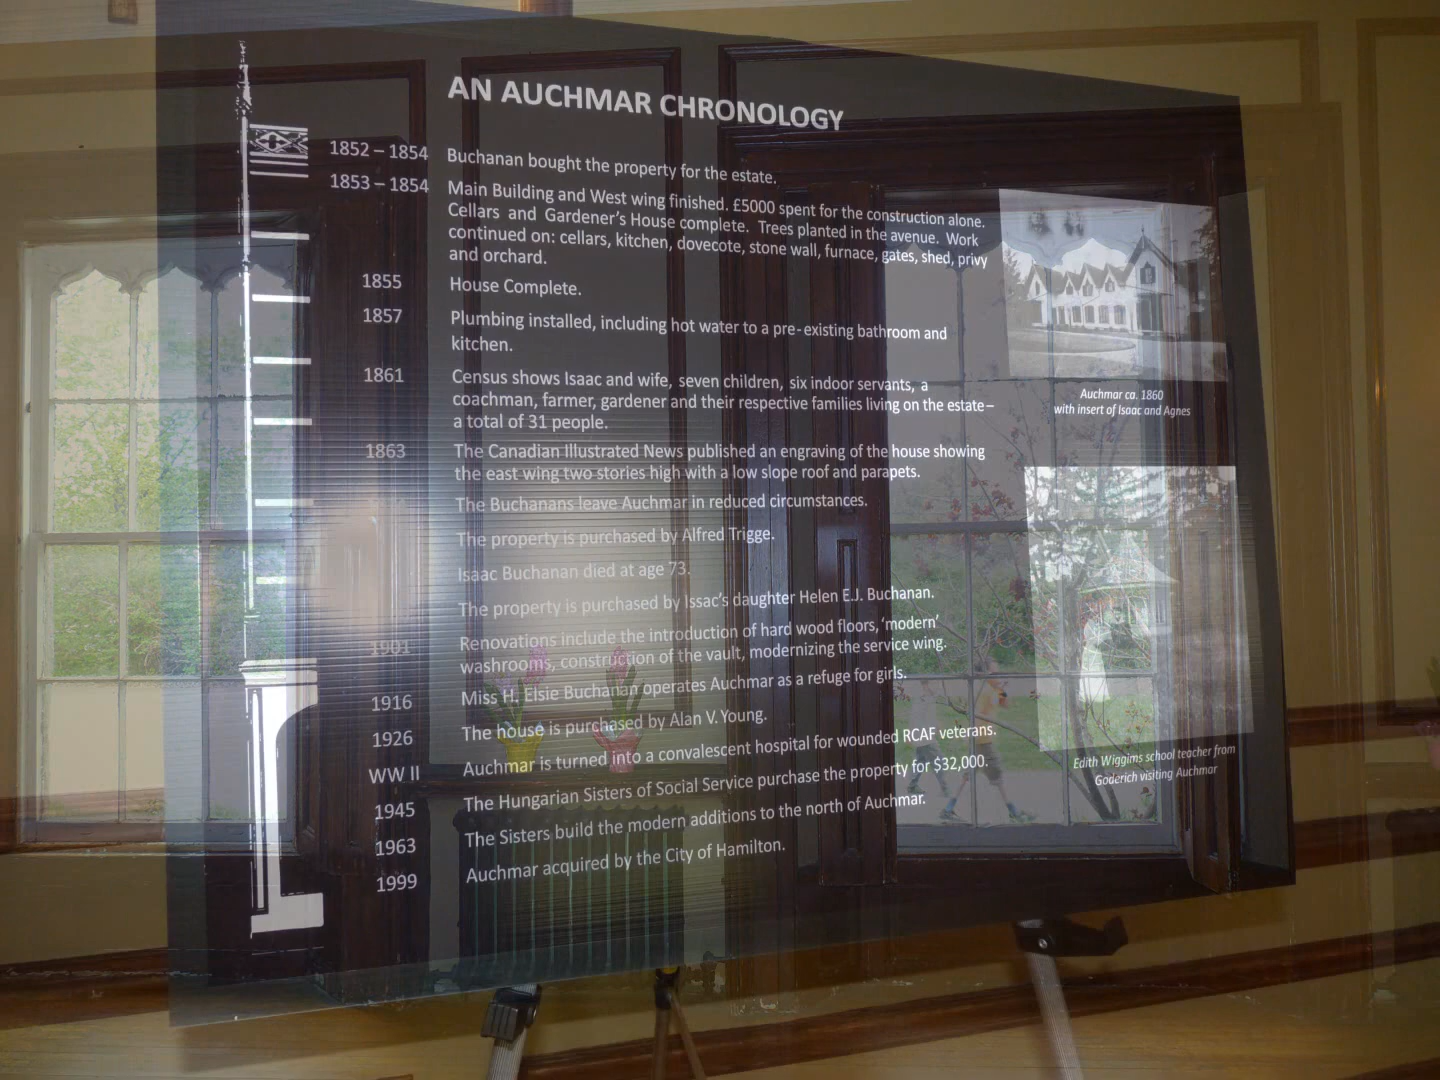 AN AUCHMAR CHRONOLOGY
1852 – 1854 Buchanan bought the property for the estate.
1853 – 1854 Main Building and West wing finished. £5000 spent for the construction alone.
Cellars and Gardener's House complete. Trees planted in the avenue. Work
continued on: cellars, kitchen, dovecote, stone wall, furnace, gates, shed, privy
and orchard.
1855 House Complete.
1857 Plumbing installed, including hot water to a pre-existing bathroom and
kitchen.
1861 Census shows Isaac and wife, seven children, six indoor servants, a
coachman, farmer, gardener and their respective families living on the estate–
a total of 31 people.
1863 The Canadian Illustrated News published an engraving of the house showing
the east wing two stories high with a low slope roof and parapets.
The Buchanans leave Auchmar in reduced circumstances.
The property is purchased by Alfred Trigge.
Isaac Buchanan died at age 73.
The property is purchased by Issac's daughter Helen E.J. Buchanan.
1901 Renovations include the introduction of hard wood floors, 'modern'
washrooms, construction of the vault, modernizing the service wing.
1916 Miss H. Elsie Buchanan operates Auchmar as a refuge for girls.
1926 The house is purchased by Alan V. Young.
WW II Auchmar is turned into a convalescent hospital for wounded RCAF veterans.
1945 The Hungarian Sisters of Social Service purchase the property for $32,000.
1963 The Sisters build the modern additions to the north of Auchmar.
1999 Auchmar acquired by the City of Hamilton.
Auchmar ca. 1860
with insert of Isaac and Agnes
Edith Wiggims school teacher from
Goderich visiting Auchmar